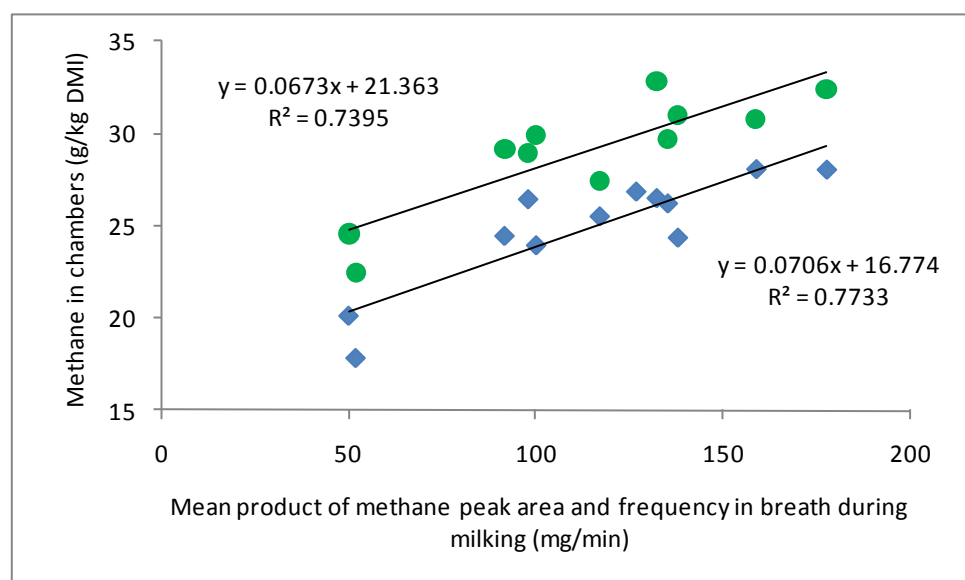 35
30
25
20
15
Methane in chambers (g/kg DMI)
y = 0.0673x + 21.363
R² = 0.7395
y = 0.0706x + 16.774
R² = 0.7733
0 50 100 150 200
Mean product of methane peak area and frequency in breath during
milking (mg/min)